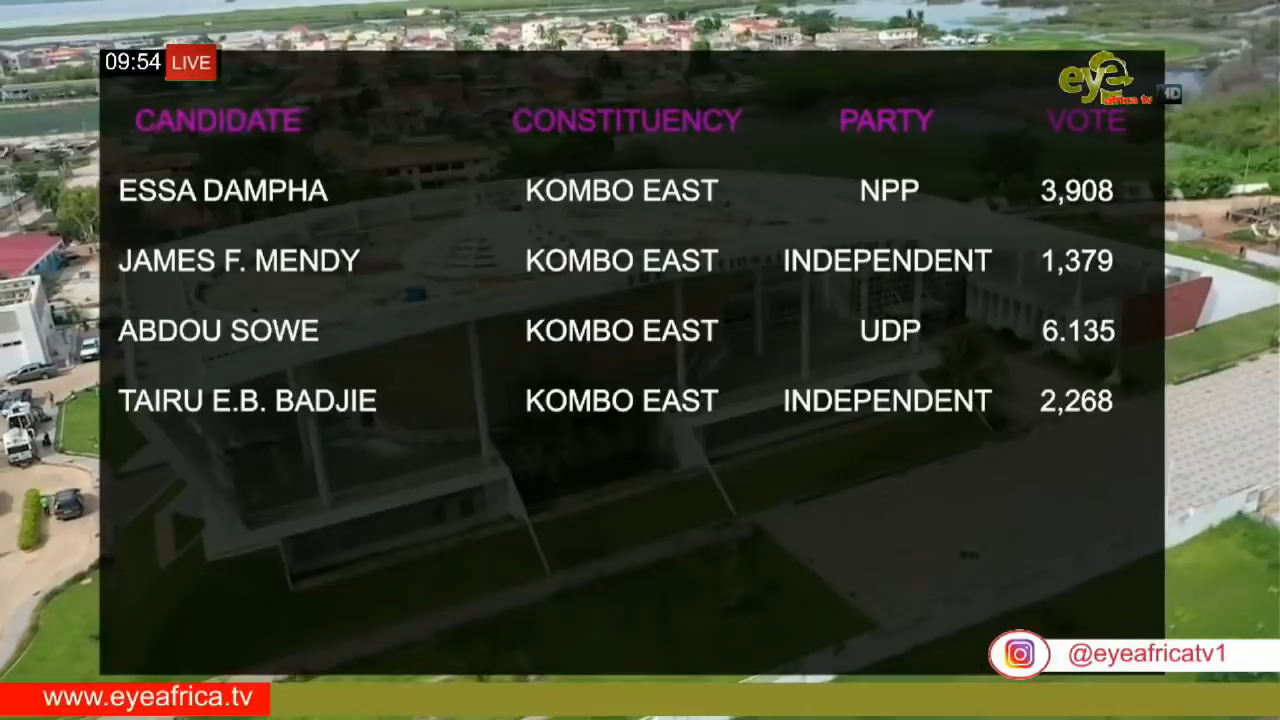 09:54 LIVE
eye africa tv HD
CANDIDATE CONSTITUENCY PARTY VOTE
ESSA DAMPHA KOMBO EAST NPP 3,908
JAMES F. MENDY KOMBO EAST INDEPENDENT 1,379
ABDOU SOWE KOMBO EAST UDP 6.135
TAIRU E.B. BADJIE KOMBO EAST INDEPENDENT 2,268
@eyeafricatv1
www.eyeafrica.tv